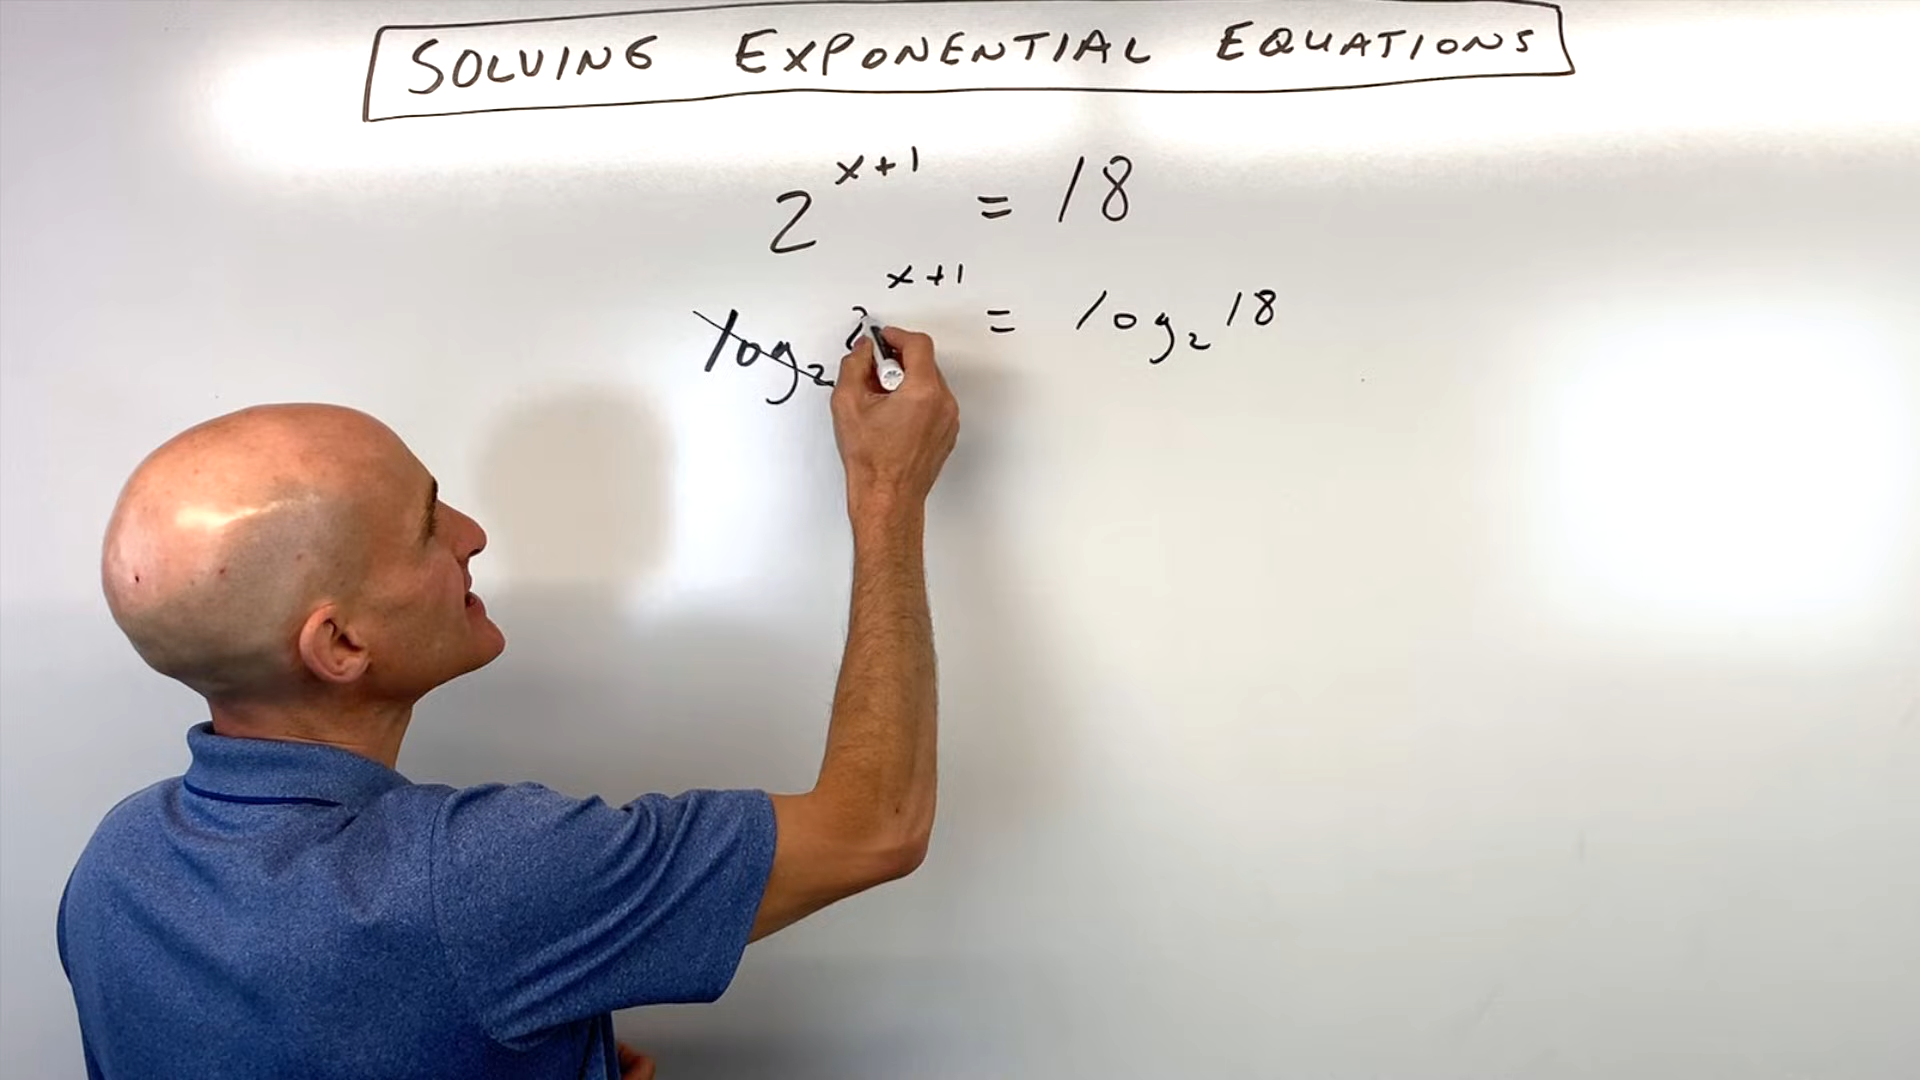 SOLVING EXPONENTIAL EQUATIONS
2^{x+1} = 18
log₂ 2^{x+1} = log₂ 18